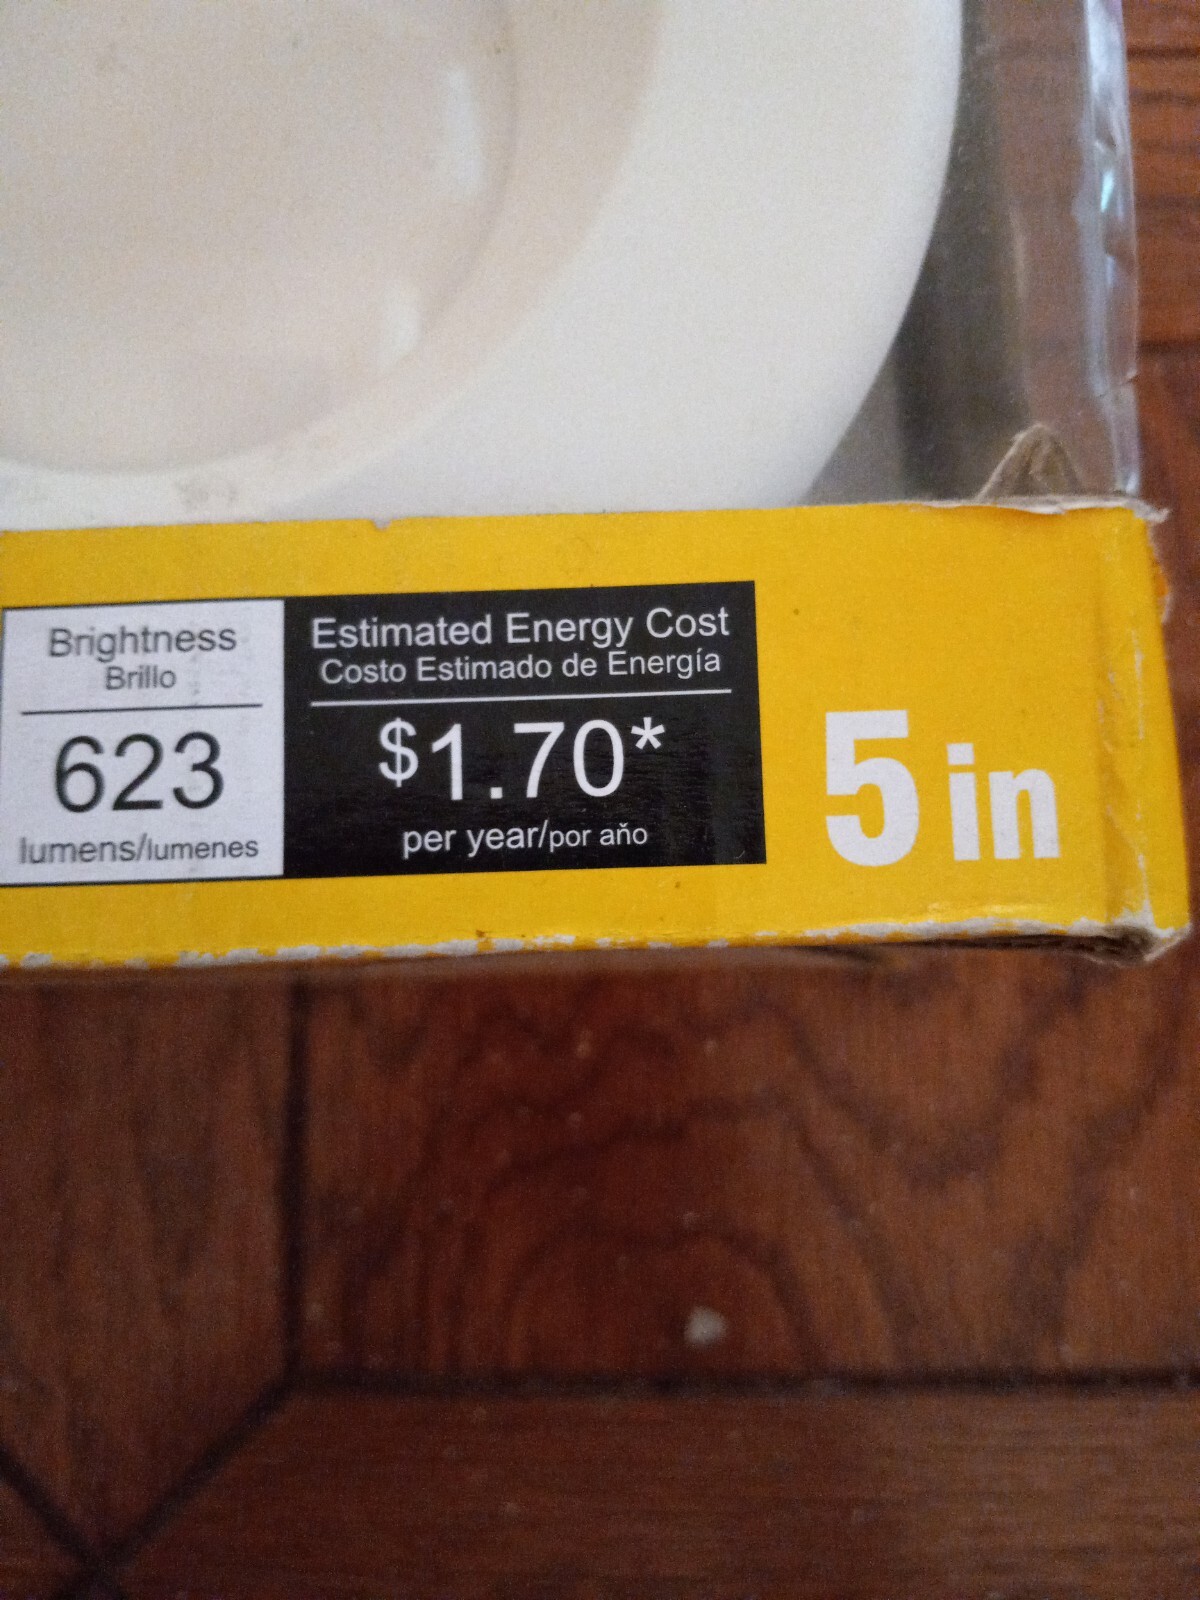 Brightness
Brillo
623
lumens/lumenes
Estimated Energy Cost
Costo Estimado de Energía
$1.70*
per year/por aňo
5 in